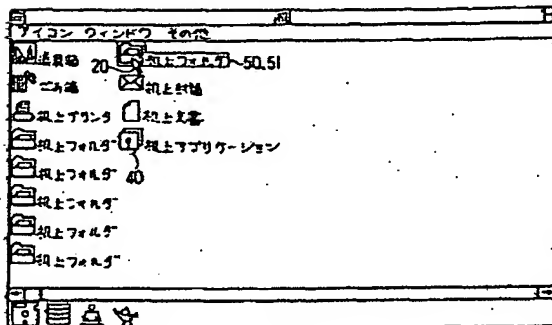 アイコン ウィンドウ その他
送信箱
机上フォルダ 50,51
20
ごみ箱
机上封筒
机上プリンタ
机上文書
机上フォルダ
机上アプリケーション
机上フォルダ
40
机上フォルダ
机上フォルダ
机上フォルダ